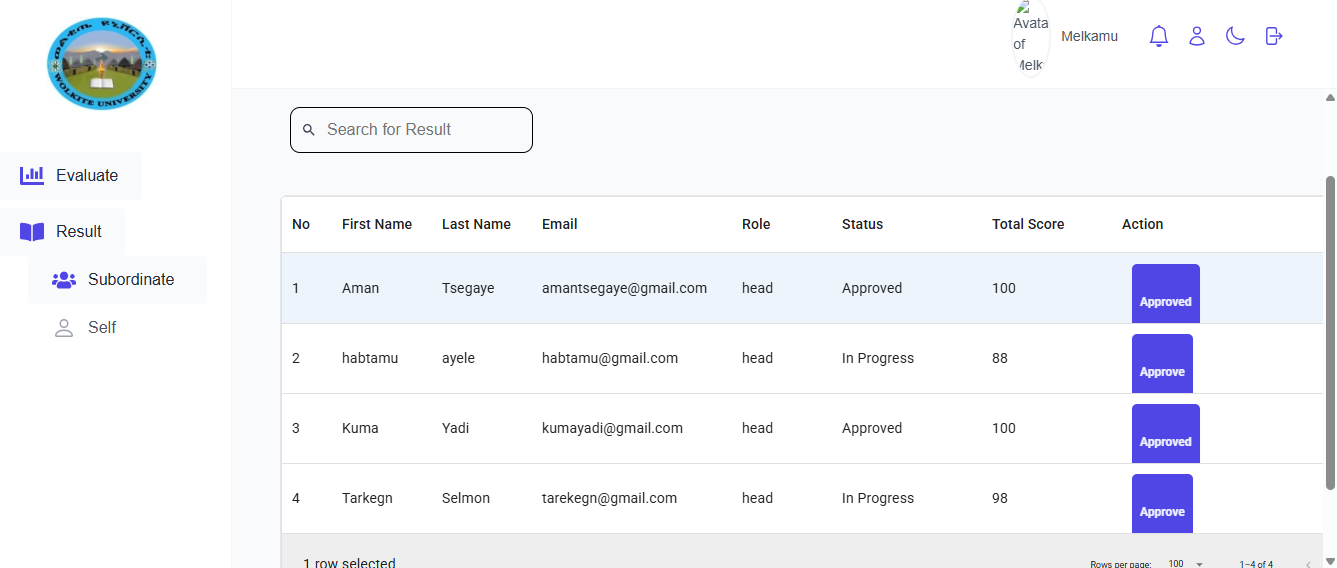 ወልቂጤ ዩኒቨርሲቲ
WOLKITE UNIVERSITY
Avata
of
Melk
Melkamu
Evaluate
Result
Subordinate
Self
Search for Result
No First Name Last Name Email Role Status Total Score Action
1 Aman Tsegaye amantsegaye@gmail.com head Approved 100 Approved
2 habtamu ayele habtamu@gmail.com head In Progress 88 Approve
3 Kuma Yadi kumayadi@gmail.com head Approved 100 Approved
4 Tarkegn Selmon tarekegn@gmail.com head In Progress 98 Approve
1 row selected Rows per page: 100 1–4 of 4